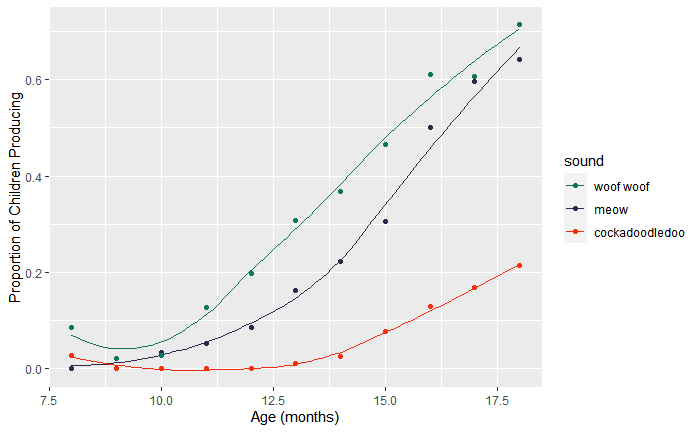 Proportion of Children Producing
0.6
0.4
0.2
0.0
7.5 10.0 12.5 15.0 17.5
Age (months)
sound
woof woof
meow
cockadoodledoo